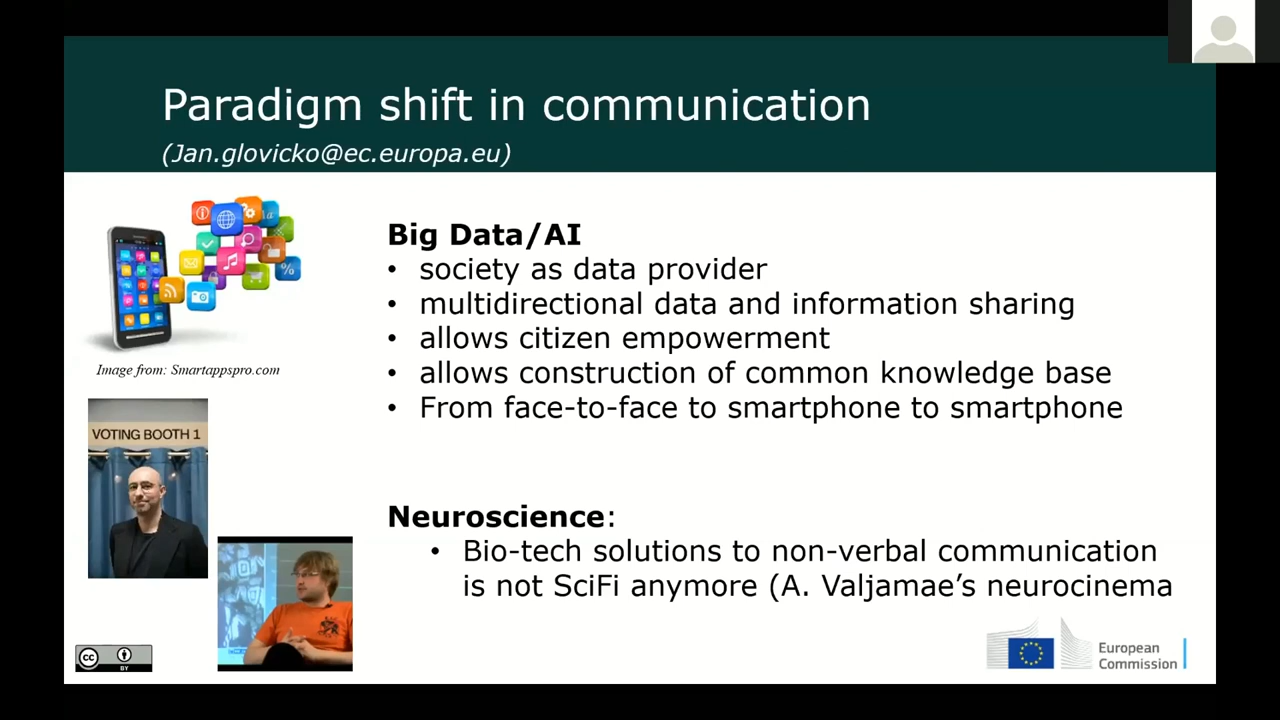 Paradigm shift in communication
(Jan.glovicko@ec.europa.eu)
Big Data/AI
• society as data provider
• multidirectional data and information sharing
• allows citizen empowerment
• allows construction of common knowledge base
• From face-to-face to smartphone to smartphone
Image from: Smartappspro.com
VOTING BOOTH 1
Neuroscience:
• Bio-tech solutions to non-verbal communication
is not SciFi anymore (A. Valjamae’s neurocinema
cc
BY
European
Commission